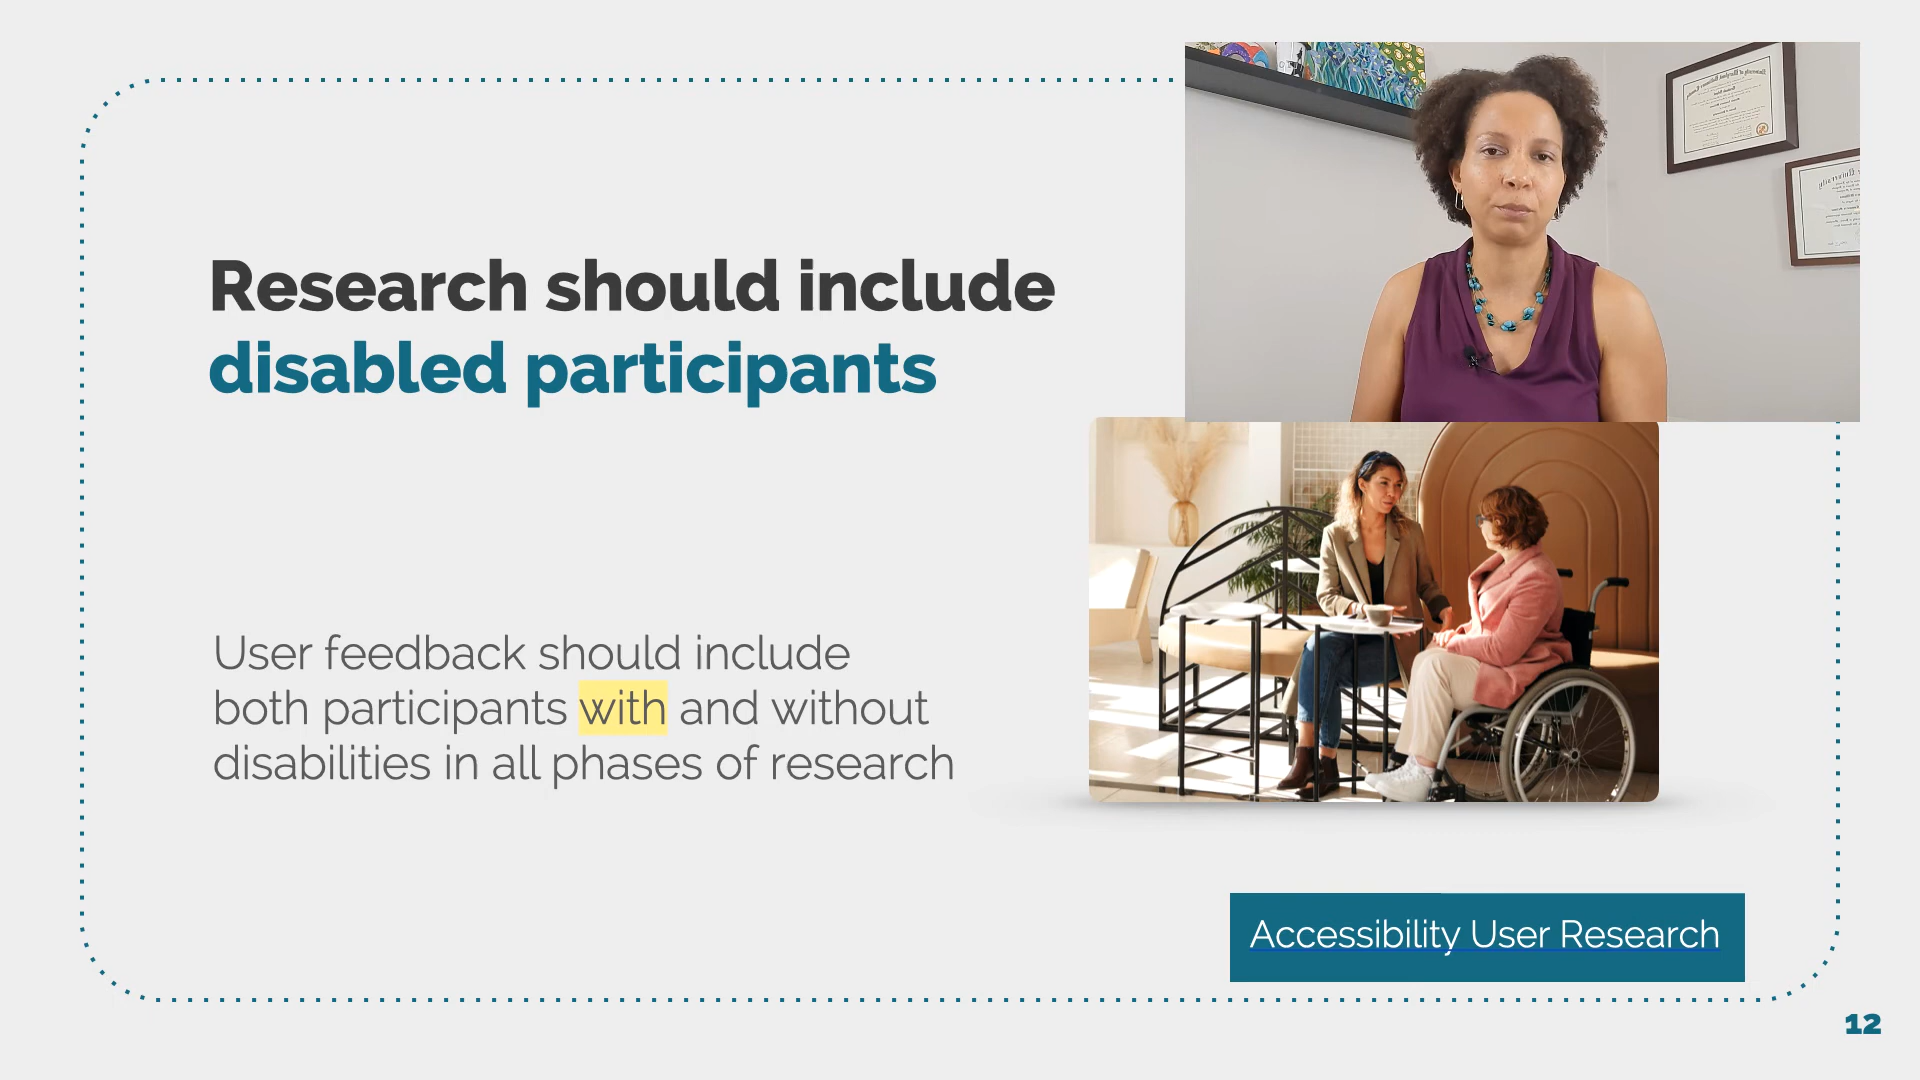 Research should include
disabled participants
User feedback should include
both participants with and without
disabilities in all phases of research
Accessibility User Research
12